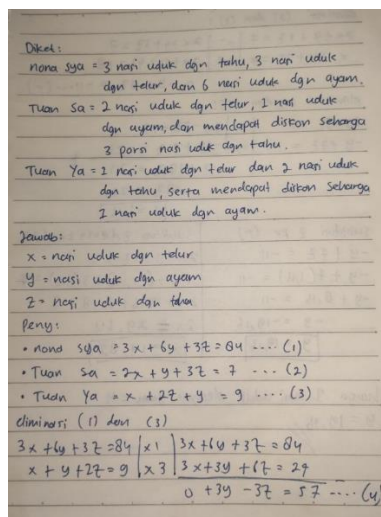 Diket:
nona sya = 3 nasi uduk dgn tahu, 3 nasi uduk
dgn telur, dan 6 nasi uduk dgn ayam.
Tuan Sa = 2 nasi uduk dgn telur, 1 nasi uduk
dgn ayam, dan mendapat diskon seharga
3 porsi nasi uduk dgn tahu.
Tuan Ya = 1 nasi uduk dgn telur dan 2 nasi uduk
dgn tahu, serta mendapat diskon seharga
1 nasi uduk dgn ayam.
Jawab:
x = nasi uduk dgn telur
y = nasi uduk dgn ayam
z = nasi uduk dgn tahu
Peny:
• nona sya = 3x + 6y + 3z = 84 .... (1)
• Tuan Sa = 2x + y + 3z = 7 ... (2)
• Tuan Ya = x + 2z + y = 9 .... (3)
eliminasi (1) dan (3)
3x + 6y + 3z = 84 | x 1 | 3x + 6y + 3z = 84
x + y + 2z = 9 | x 3 | 3x + 3y + 6z = 27
0 + 3y - 3z = 57 .... (4)